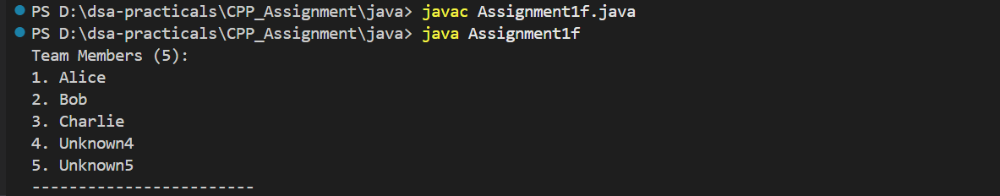 PS D:\dsa-practicals\CPP_Assignment\java> javac Assignment1f.java
PS D:\dsa-practicals\CPP_Assignment\java> java Assignment1f
Team Members (5):
1. Alice
2. Bob
3. Charlie
4. Unknown4
5. Unknown5
------------------------